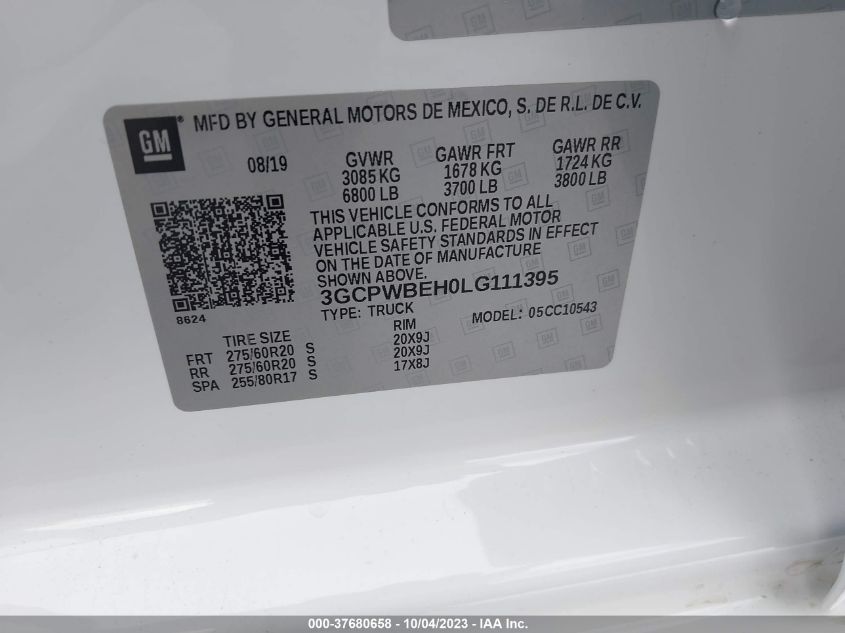 GM
MFD BY GENERAL MOTORS DE MEXICO, S. DE R.L. DE C.V.
08/19 GVWR GAWR FRT GAWR RR
3085 KG 1678 KG 1724 KG
6800 LB 3700 LB 3800 LB
THIS VEHICLE CONFORMS TO ALL
APPLICABLE U.S. FEDERAL MOTOR
VEHICLE SAFETY STANDARDS IN EFFECT
ON THE DATE OF MANUFACTURE
SHOWN ABOVE.
3GCPWBEH0LG111395
8624
TYPE: TRUCK MODEL: 05CC10543
TIRE SIZE RIM
FRT 275/60R20 S 20X9J
RR 275/60R20 S 20X9J
SPA 255/80R17 S 17X8J
000-37680658 - 10/04/2023 - IAA Inc.